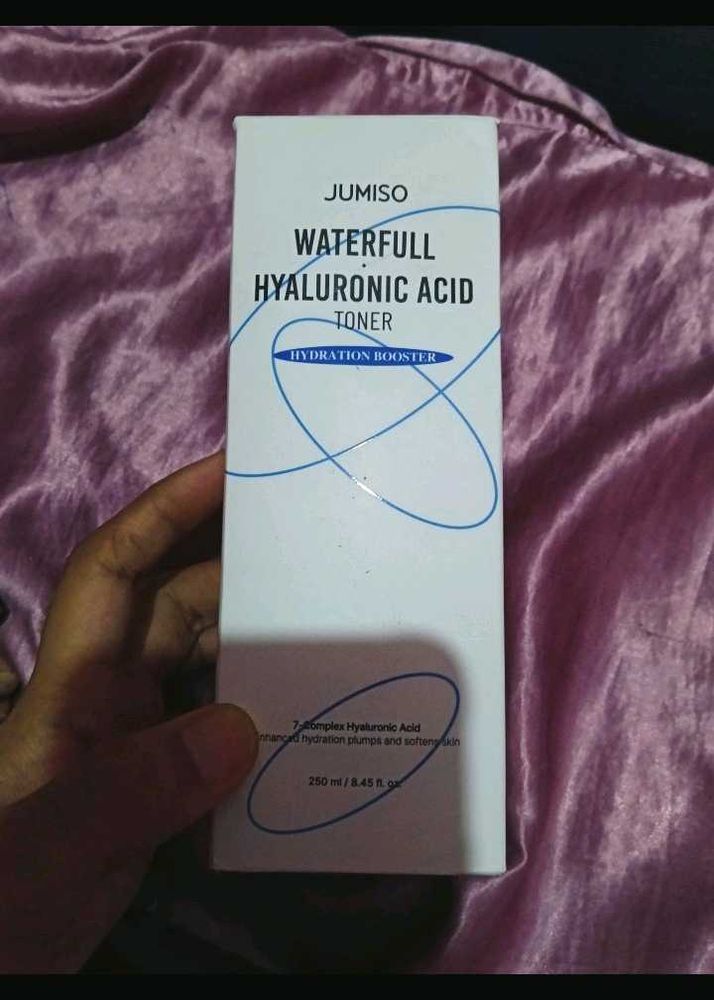 JUMISO
WATERFULL
HYALURONIC ACID
TONER
HYDRATION BOOSTER
7-Complex Hyaluronic Acid
hydration plumps and softens skin
250 ml / 8.45 fl. oz.